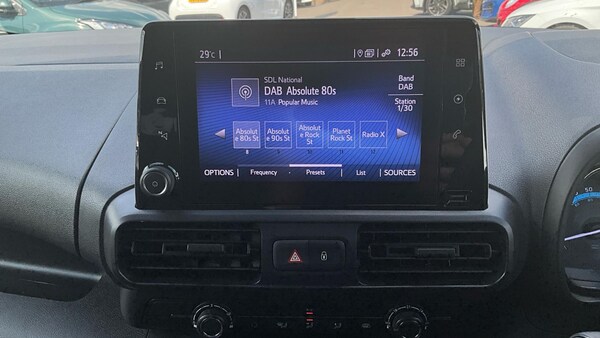 29°C 12:56
SDL National
DAB Absolute 80s
11A Popular Music
Band
DAB
Station
1/30
Absolut
e 80s St
Absolut
e 90s St
Absolut
e Rock
St
Planet
Rock St
Radio X
OPTIONS Frequency - Presets List SOURCES